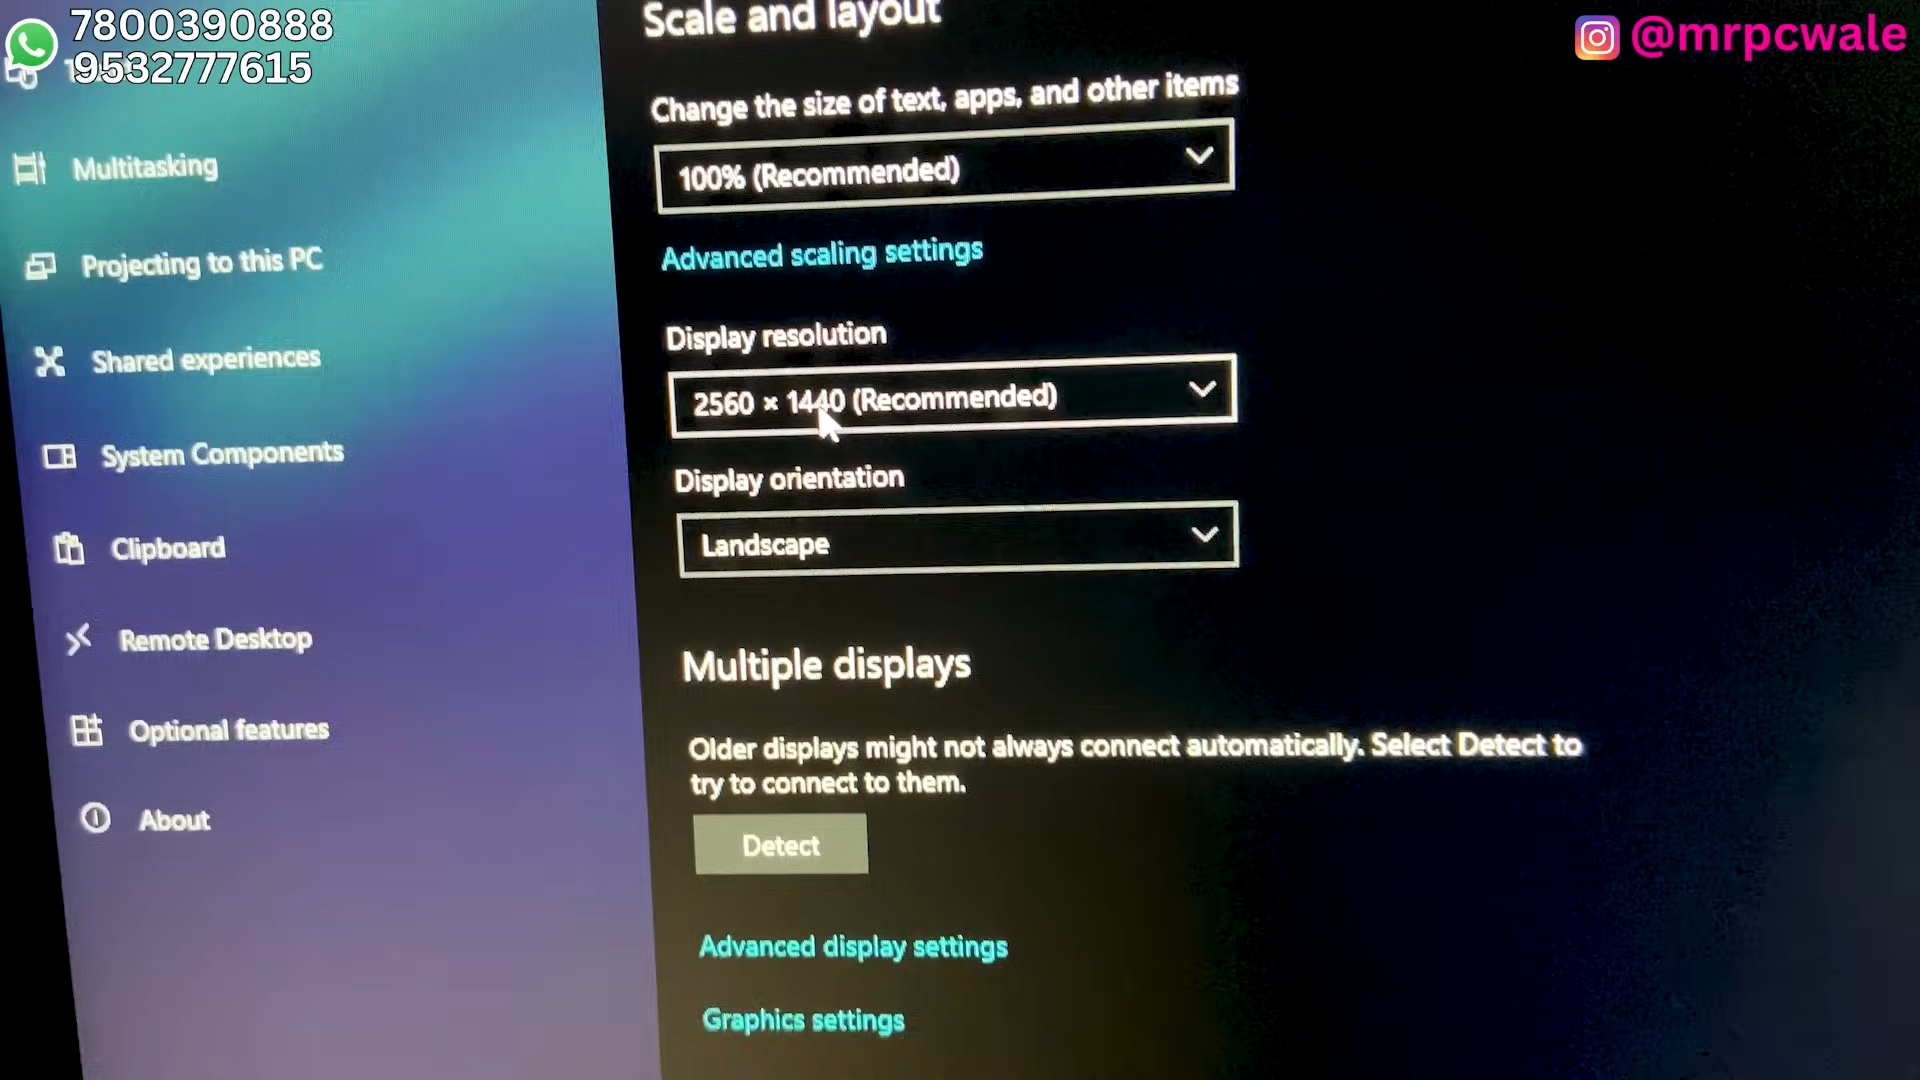 7800390888
9532777615
@mrpcwale
Multitasking
Projecting to this PC
Shared experiences
System Components
Clipboard
Remote Desktop
Optional features
About
Scale and layout
Change the size of text, apps, and other items
100% (Recommended)
Advanced scaling settings
Display resolution
2560 × 1440 (Recommended)
Display orientation
Landscape
Multiple displays
Older displays might not always connect automatically. Select Detect to
try to connect to them.
Detect
Advanced display settings
Graphics settings